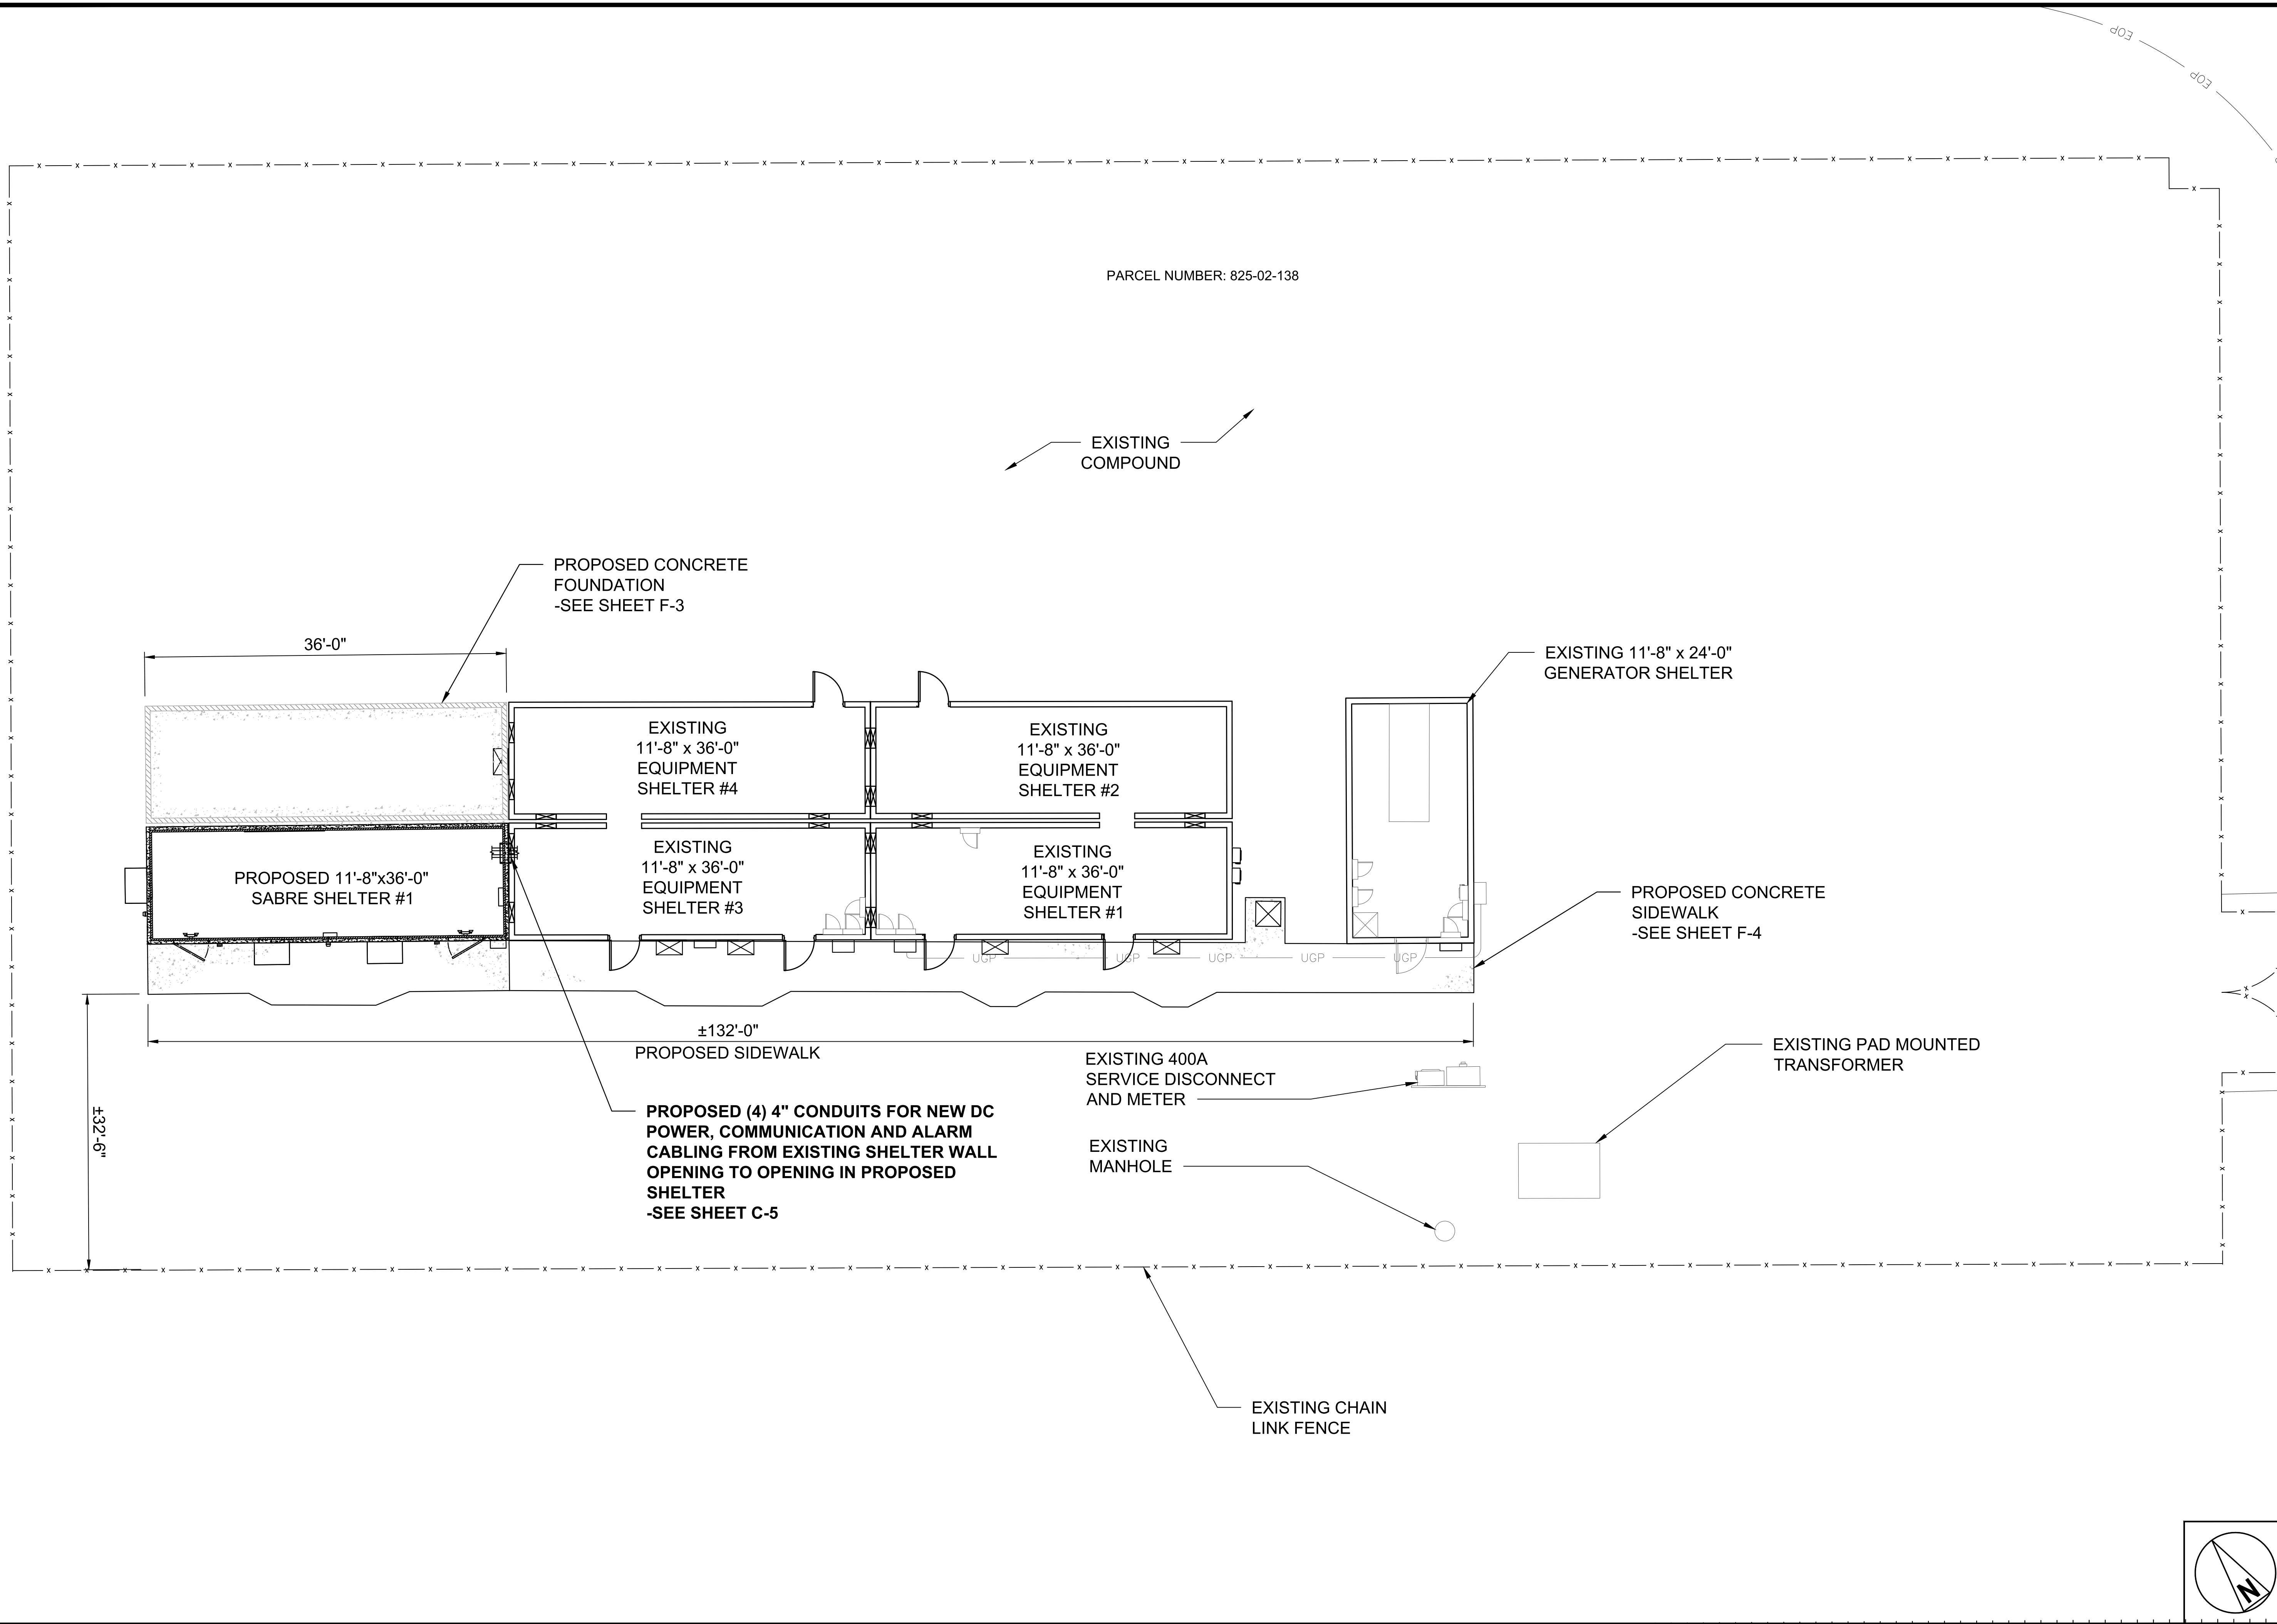 EOP
EOP
PARCEL NUMBER: 825-02-138
EXISTING
COMPOUND
PROPOSED CONCRETE
FOUNDATION
-SEE SHEET F-3
36'-0"
EXISTING 11'-8" x 24'-0"
GENERATOR SHELTER
EXISTING
11'-8" x 36'-0"
EQUIPMENT
SHELTER #4
EXISTING
11'-8" x 36'-0"
EQUIPMENT
SHELTER #2
PROPOSED 11'-8"x36'-0"
SABRE SHELTER #1
EXISTING
11'-8" x 36'-0"
EQUIPMENT
SHELTER #3
EXISTING
11'-8" x 36'-0"
EQUIPMENT
SHELTER #1
PROPOSED CONCRETE
SIDEWALK
-SEE SHEET F-4
UGP UGP UGP UGP UGP
±132'-0"
PROPOSED SIDEWALK
±32'-6"
EXISTING 400A
SERVICE DISCONNECT
AND METER
EXISTING PAD MOUNTED
TRANSFORMER
PROPOSED (4) 4" CONDUITS FOR NEW DC
POWER, COMMUNICATION AND ALARM
CABLING FROM EXISTING SHELTER WALL
OPENING TO OPENING IN PROPOSED
SHELTER
-SEE SHEET C-5
EXISTING
MANHOLE
EXISTING CHAIN
LINK FENCE
N